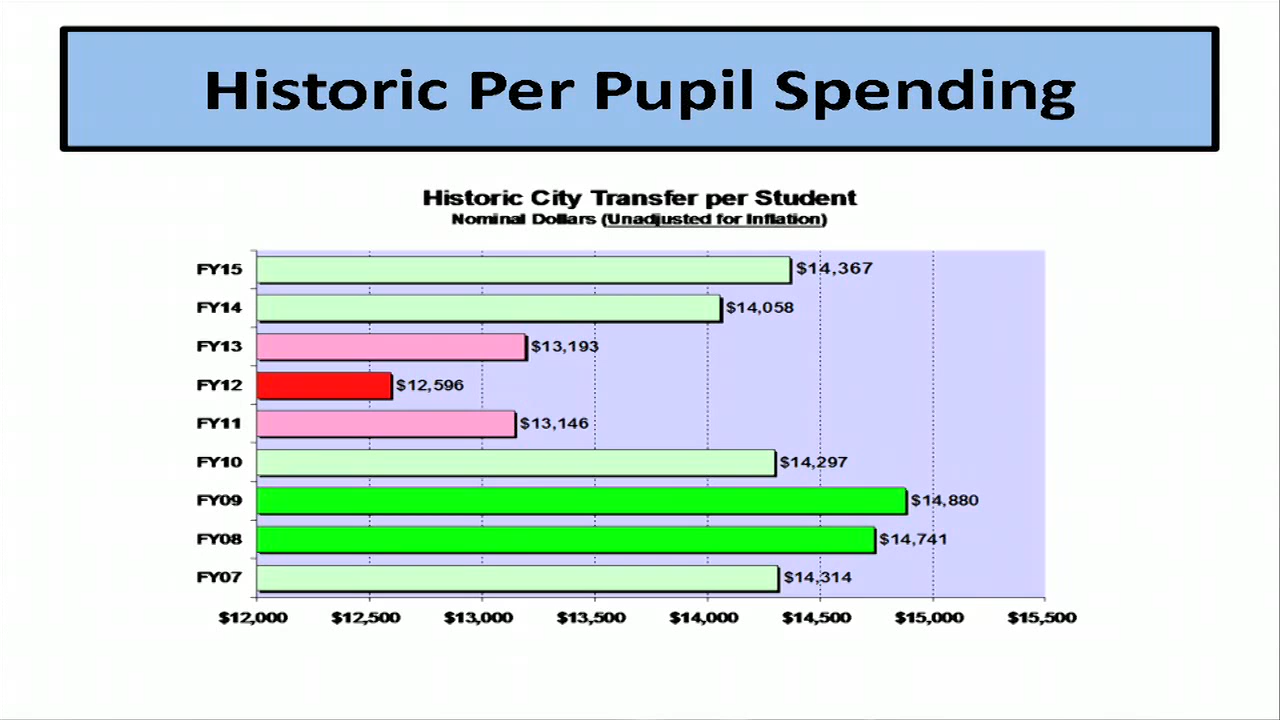 Historic Per Pupil Spending
Historic City Transfer per Student
Nominal Dollars (Unadjusted for Inflation)
FY15 $14,367
FY14 $14,058
FY13 $13,193
FY12 $12,596
FY11 $13,146
FY10 $14,297
FY09 $14,880
FY08 $14,741
FY07 $14,314
$12,000 $12,500 $13,000 $13,500 $14,000 $14,500 $15,000 $15,500